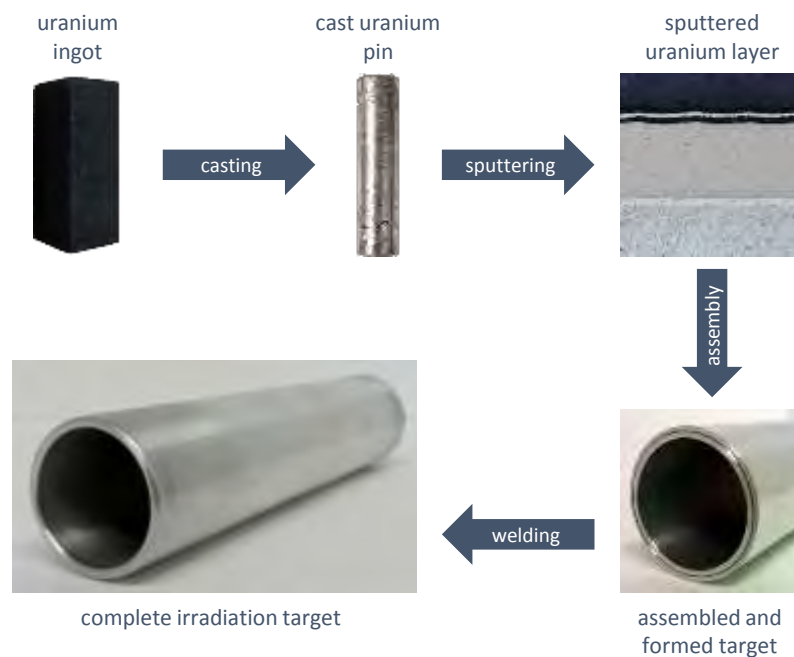 uranium
ingot
casting
cast uranium
pin
sputtering
sputtered
uranium layer
assembly
assembled and
formed target
welding
complete irradiation target